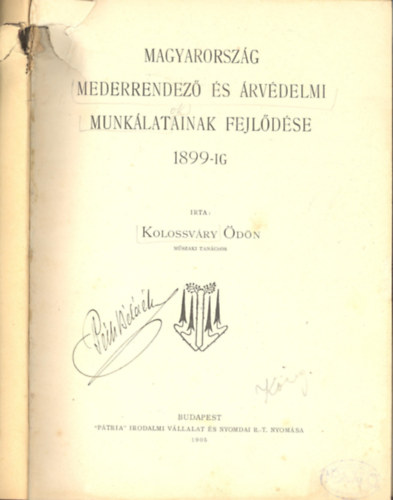 MAGYARORSZÁG
MEDERRENDEZŐ ÉS ÁRVÉDELMI
MUNKÁLATAINAK FEJLŐDÉSE
1899-IG
IRTA:
KOLOSSVÁRY ÖDÖN
MŰSZAKI TANÁCSOS
BUDAPEST
"PÁTRIA" IRODALMI VÁLLALAT ÉS NYOMDAI R.-T. NYOMÁSA